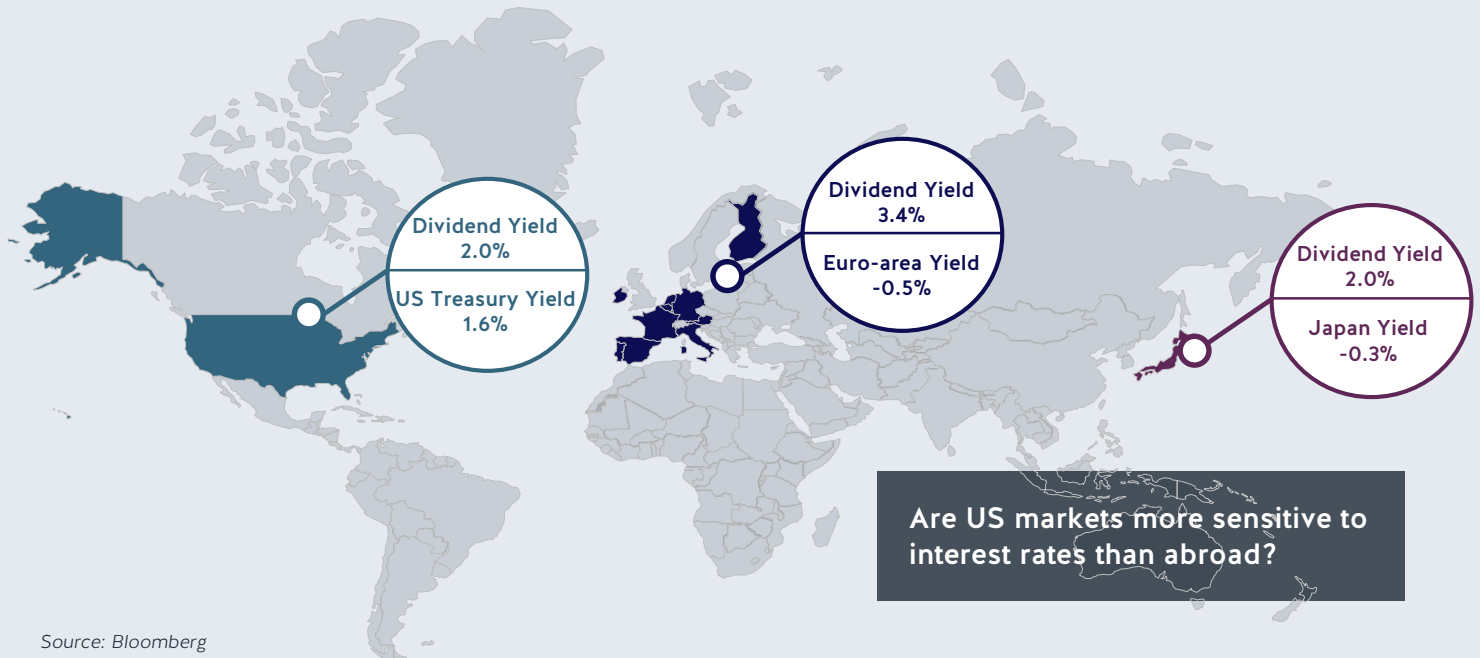 Dividend Yield
2.0%
US Treasury Yield
1.6%
Dividend Yield
3.4%
Euro-area Yield
-0.5%
Dividend Yield
2.0%
Japan Yield
-0.3%
Are US markets more sensitive to
interest rates than abroad?
Source: Bloomberg